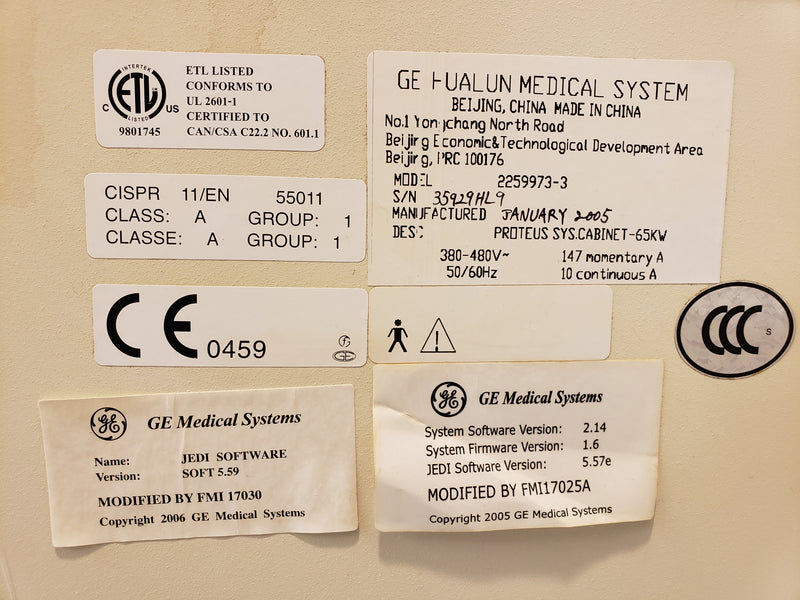 INTERTEK
ETL
LISTED
C US
9801745
ETL LISTED
CONFORMS TO
UL 2601-1
CERTIFIED TO
CAN/CSA C22.2 NO. 601.1
GE HUALUN MEDICAL SYSTEM
BEIJING, CHINA MADE IN CHINA
No.1 Yongchang North Road
Beijing Economic&Technological Development Area
Beijing, PRC 100176
MODEL 2259973-3
S/N 35929HL9
MANUFACTURED JANUARY 2005
DESC: PROTEUS SYS.CABINET-65KW
380-480V~ 147 momentary A
50/60Hz 10 continuous A
CISPR 11/EN 55011
CLASS: A GROUP: 1
CLASSE: A GROUP: 1
CE 0459
GE
CCC S
GE GE Medical Systems
Name: JEDI SOFTWARE
Version: SOFT 5.59
MODIFIED BY FMI 17030
Copyright 2006 GE Medical Systems
GE GE Medical Systems
System Software Version: 2.14
System Firmware Version: 1.6
JEDI Software Version: 5.57e
MODIFIED BY FMI17025A
Copyright 2005 GE Medical Systems